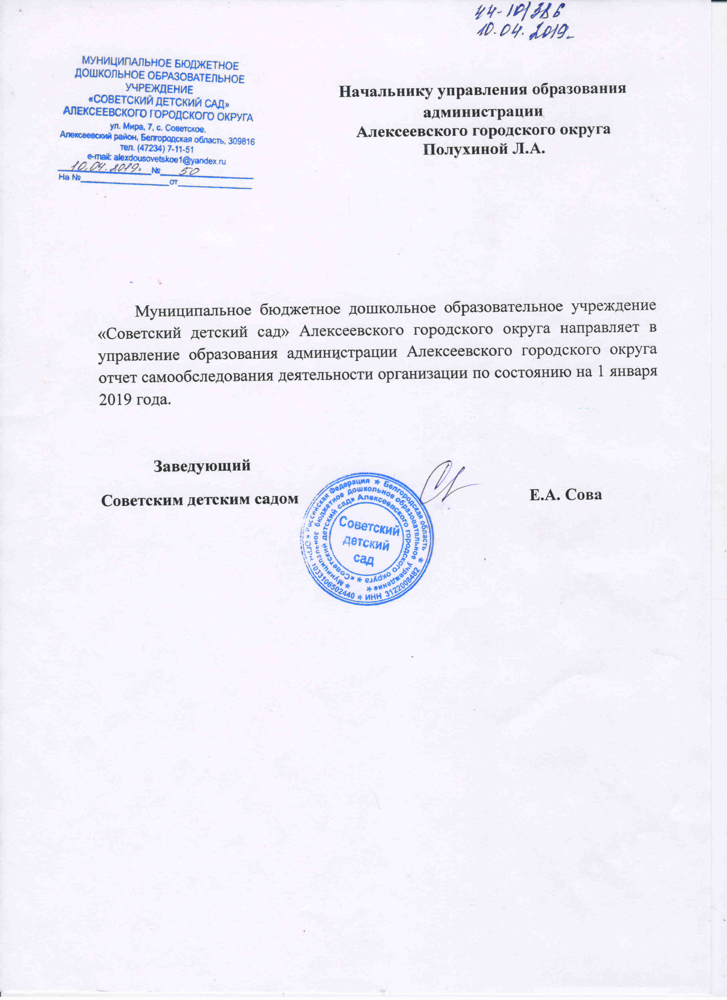 44-10/386
10.04.2019г
МУНИЦИПАЛЬНОЕ БЮДЖЕТНОЕ
ДОШКОЛЬНОЕ ОБРАЗОВАТЕЛЬНОЕ
УЧРЕЖДЕНИЕ
«СОВЕТСКИЙ ДЕТСКИЙ САД»
АЛЕКСЕЕВСКОГО ГОРОДСКОГО ОКРУГА
ул. Мира, 7, с. Советское,
Алексеевский район, Белгородская область, 309816
тел. (47234) 7-11-51
e-mail: alexdousovetskoe1@yandex.ru
10.04.2019г № 50
На № от
Начальнику управления образования
администрации
Алексеевского городского округа
Полухиной Л.А.
Муниципальное бюджетное дошкольное образовательное учреждение
«Советский детский сад» Алексеевского городского округа направляет в
управление образования администрации Алексеевского городского округа
отчет самообследования деятельности организации по состоянию на 1 января
2019 года.
Заведующий
Советским детским садом
Е.А. Сова
Российская Федерация * Белгородская область * ИНН 3122008482 * ОГРН 1033106502440
* Муниципальное бюджетное дошкольное образовательное учреждение *
* «Советский детский сад» Алексеевского городского округа
Советский
детский
сад